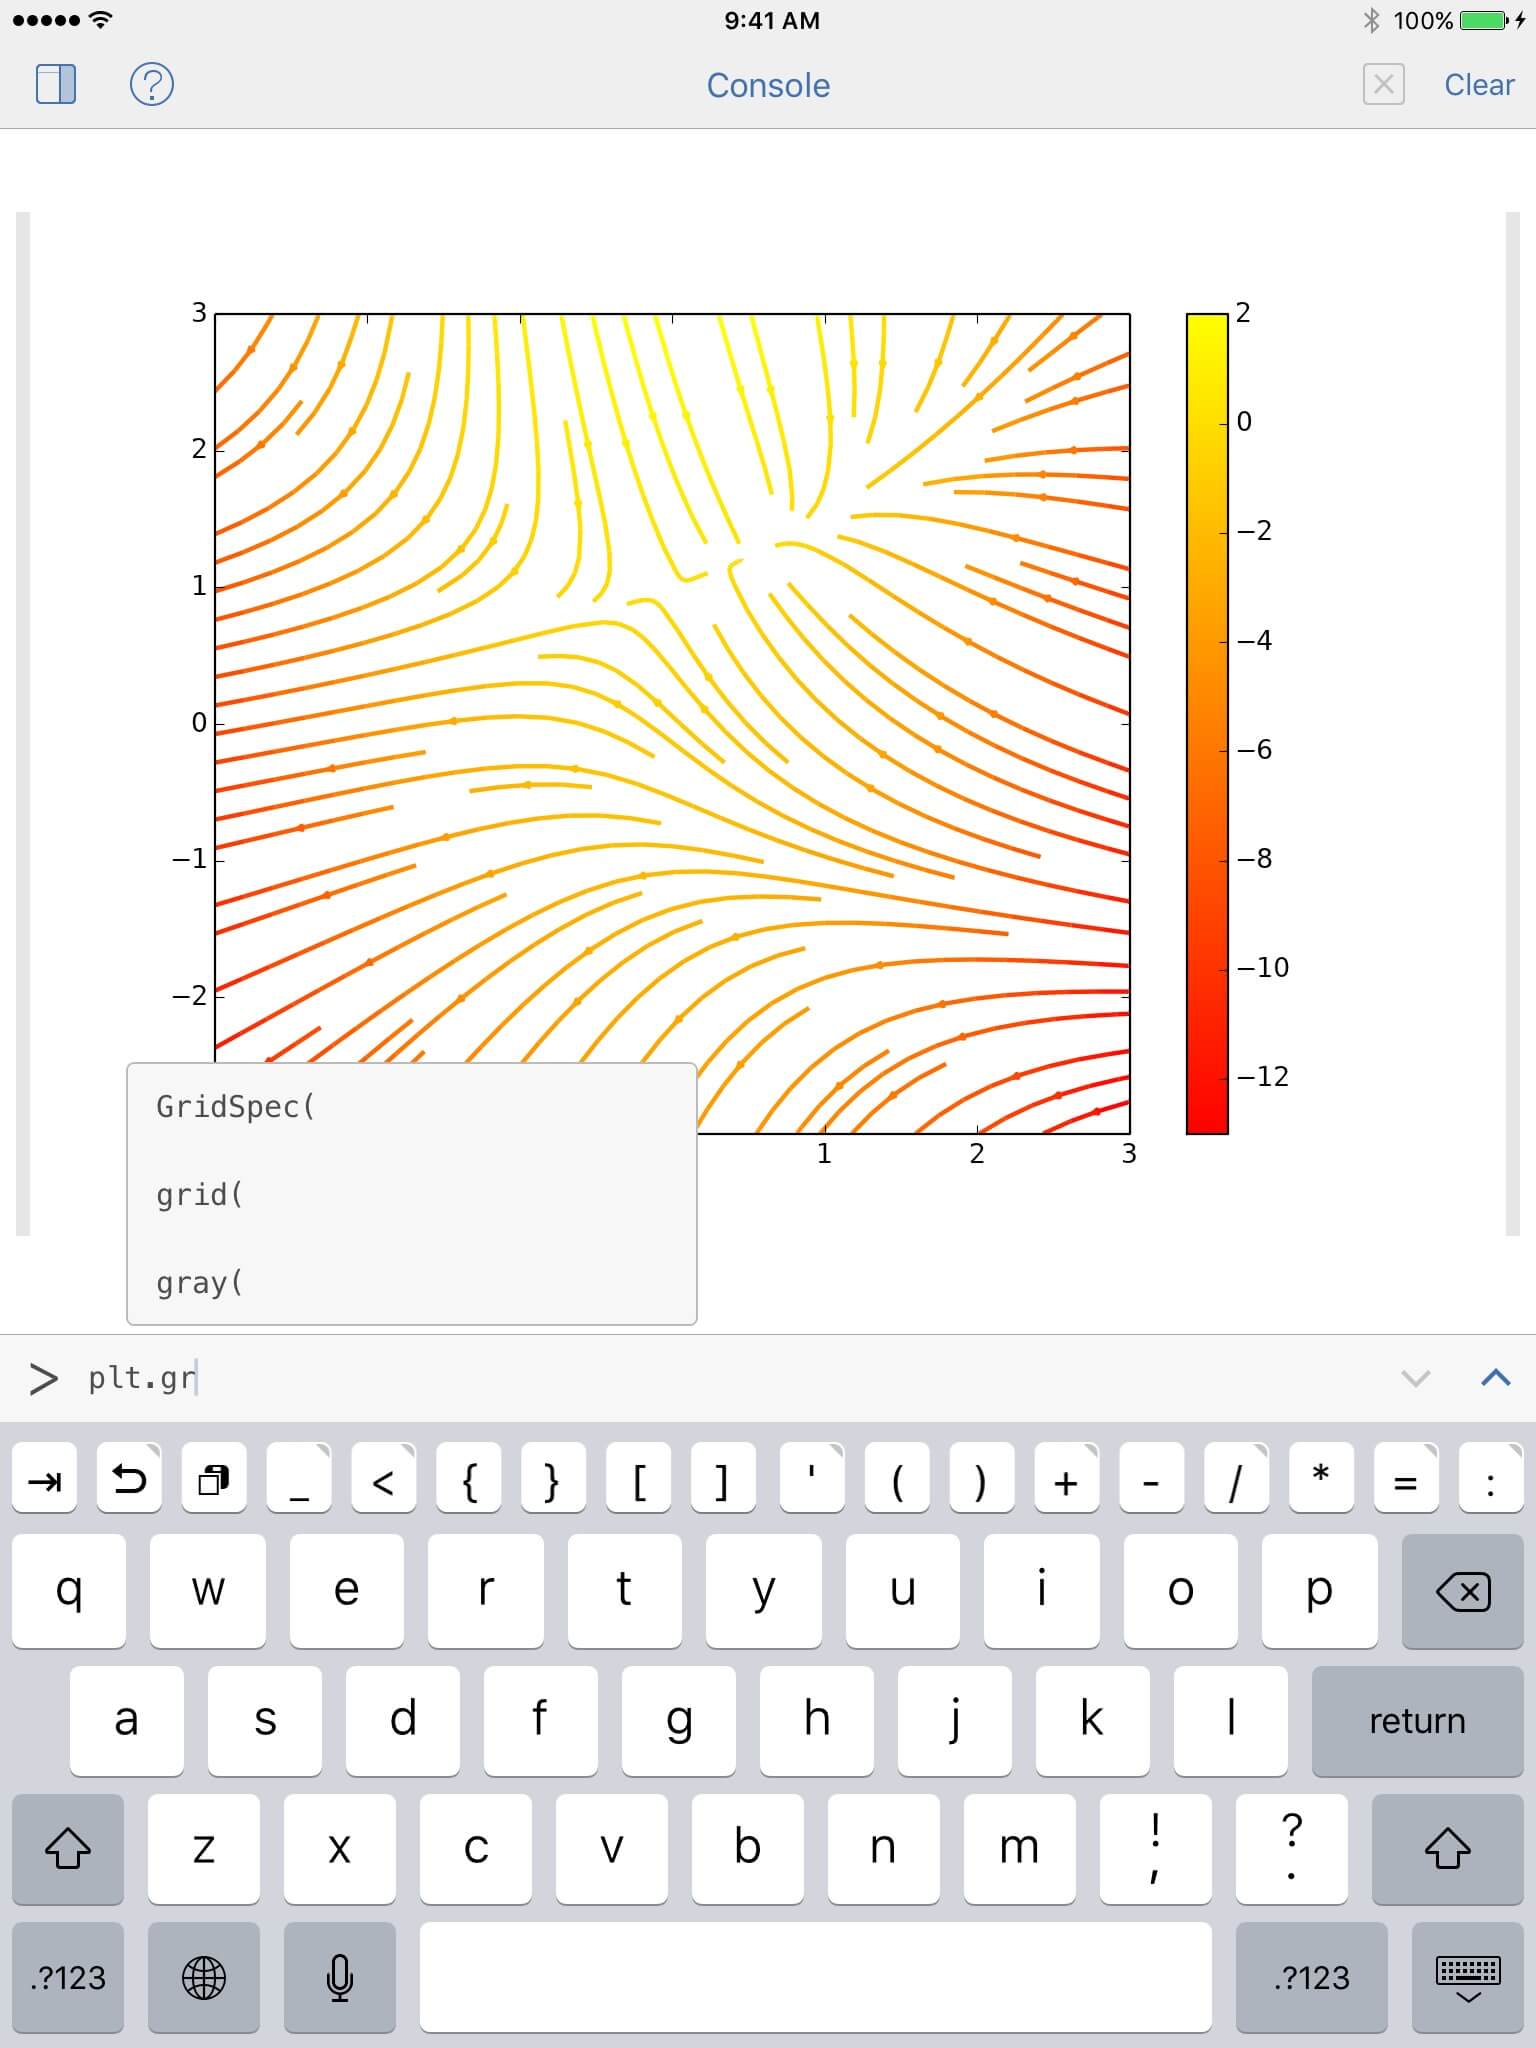 9:41 AM 100%
? Console Clear
3
2
1
0
−1
−2
1 2 3
2
0
−2
−4
−6
−8
−10
−12
GridSpec(
grid(
gray(
> plt.gr
_ < { } [ ] ' ( ) + - / * = :
q w e r t y u i o p
a s d f g h j k l return
z x c v b n m ! , ? .
.?123 .?123